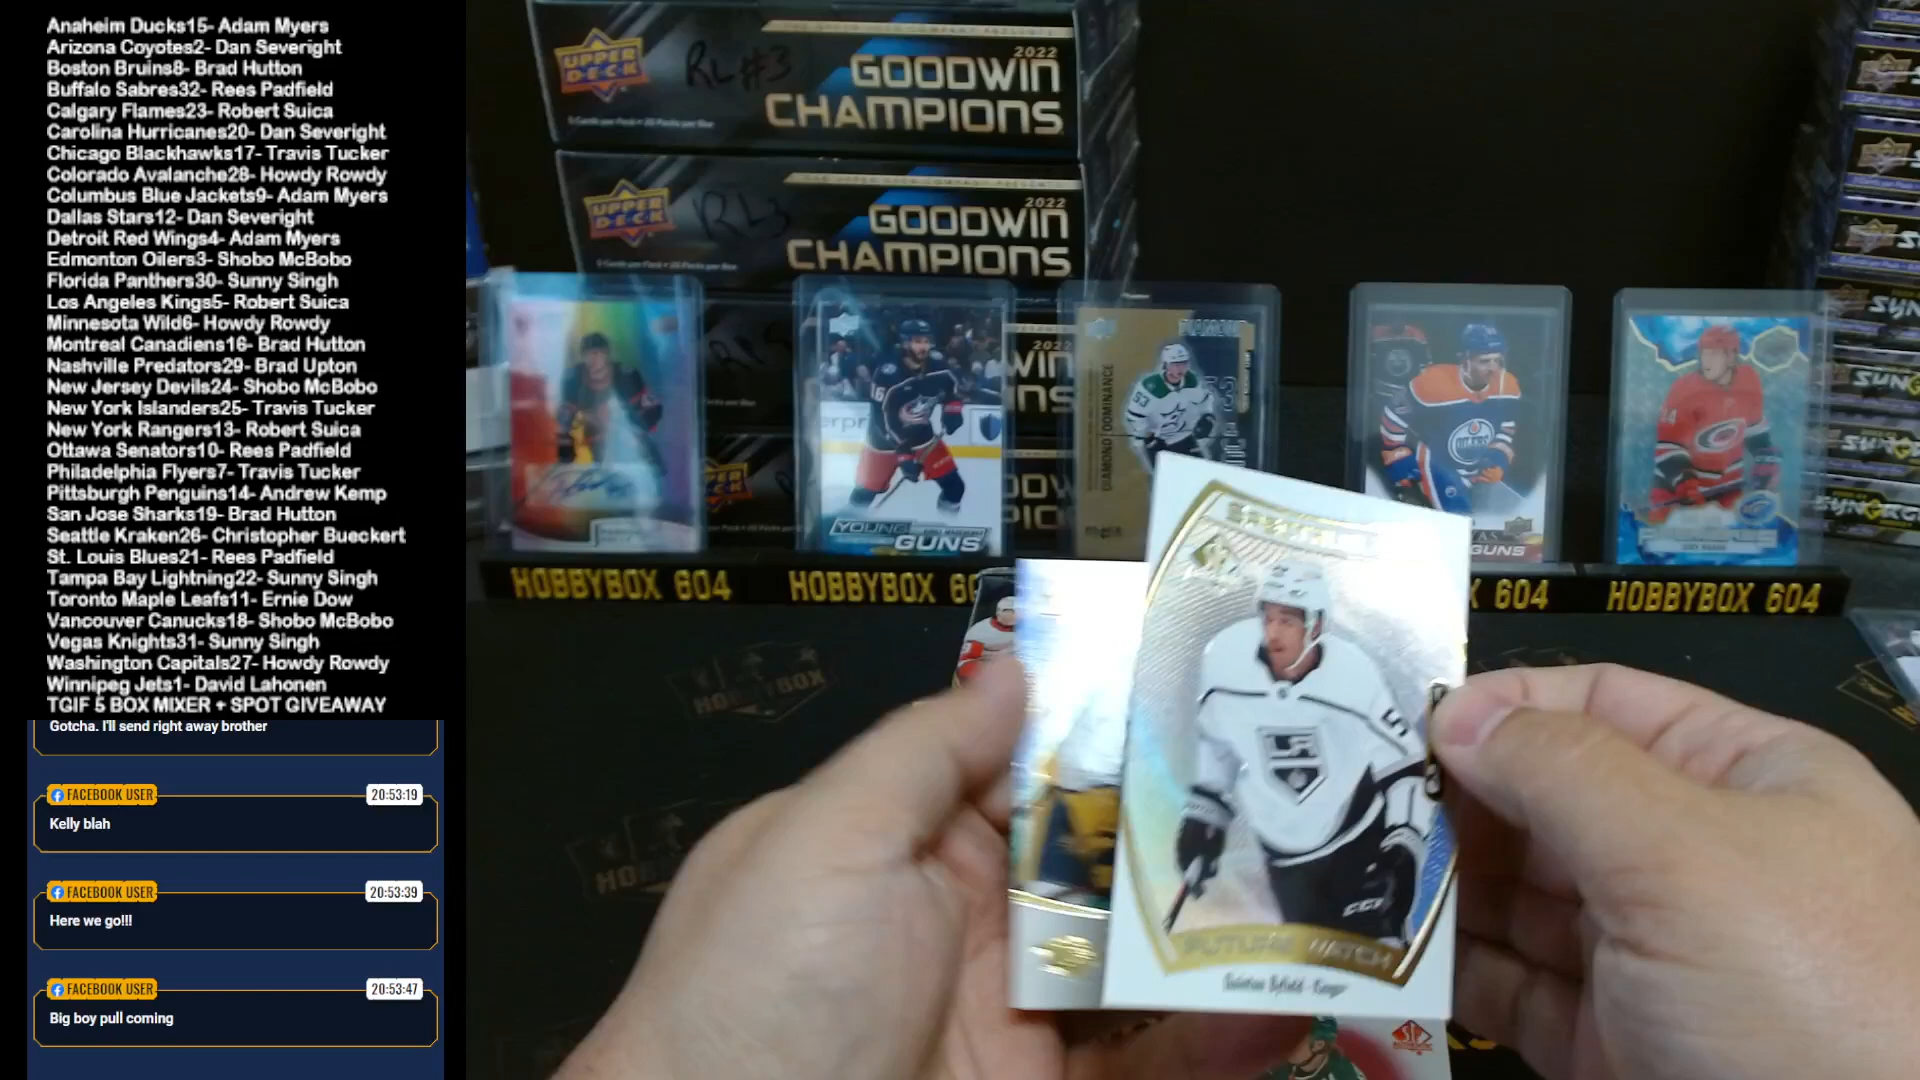 Anaheim Ducks15- Adam Myers
Arizona Coyotes2- Dan Severight
Boston Bruins8- Brad Hutton
Buffalo Sabres32- Rees Padfield
Calgary Flames23- Robert Suica
Carolina Hurricanes20- Dan Severight
Chicago Blackhawks17- Travis Tucker
Colorado Avalanche28- Howdy Rowdy
Columbus Blue Jackets9- Adam Myers
Dallas Stars12- Dan Severight
Detroit Red Wings4- Adam Myers
Edmonton Oilers3- Shobo McBobo
Florida Panthers30- Sunny Singh
Los Angeles Kings5- Robert Suica
Minnesota Wild6- Howdy Rowdy
Montreal Canadiens16- Brad Hutton
Nashville Predators29- Brad Upton
New Jersey Devils24- Shobo McBobo
New York Islanders25- Travis Tucker
New York Rangers13- Robert Suica
Ottawa Senators10- Rees Padfield
Philadelphia Flyers7- Travis Tucker
Pittsburgh Penguins14- Andrew Kemp
San Jose Sharks19- Brad Hutton
Seattle Kraken26- Christopher Bueckert
St. Louis Blues21- Rees Padfield
Tampa Bay Lightning22- Sunny Singh
Toronto Maple Leafs11- Ernie Dow
Vancouver Canucks18- Shobo McBobo
Vegas Knights31- Sunny Singh
Washington Capitals27- Howdy Rowdy
Winnipeg Jets1- David Lahonen
TGIF 5 BOX MIXER + SPOT GIVEAWAY
Gotcha. I'll send right away brother
FACEBOOK USER 20:53:19
Kelly blah
FACEBOOK USER 20:53:39
Here we go!!!
FACEBOOK USER 20:53:47
Big boy pull coming
UPPER DECK RL#3 2022
GOODWIN
CHAMPIONS
UPPER DECK RL3 2022
GOODWIN
CHAMPIONS
YOUNG
GUNS
DIAMOND DOMINANCE
53
GUNS
HOBBYBOX 604
HOBBYBOX 60
604
HOBBYBOX 604
HOBBYBOX
FUTURE WATCH
Quinton Byfield - Kings
CCM